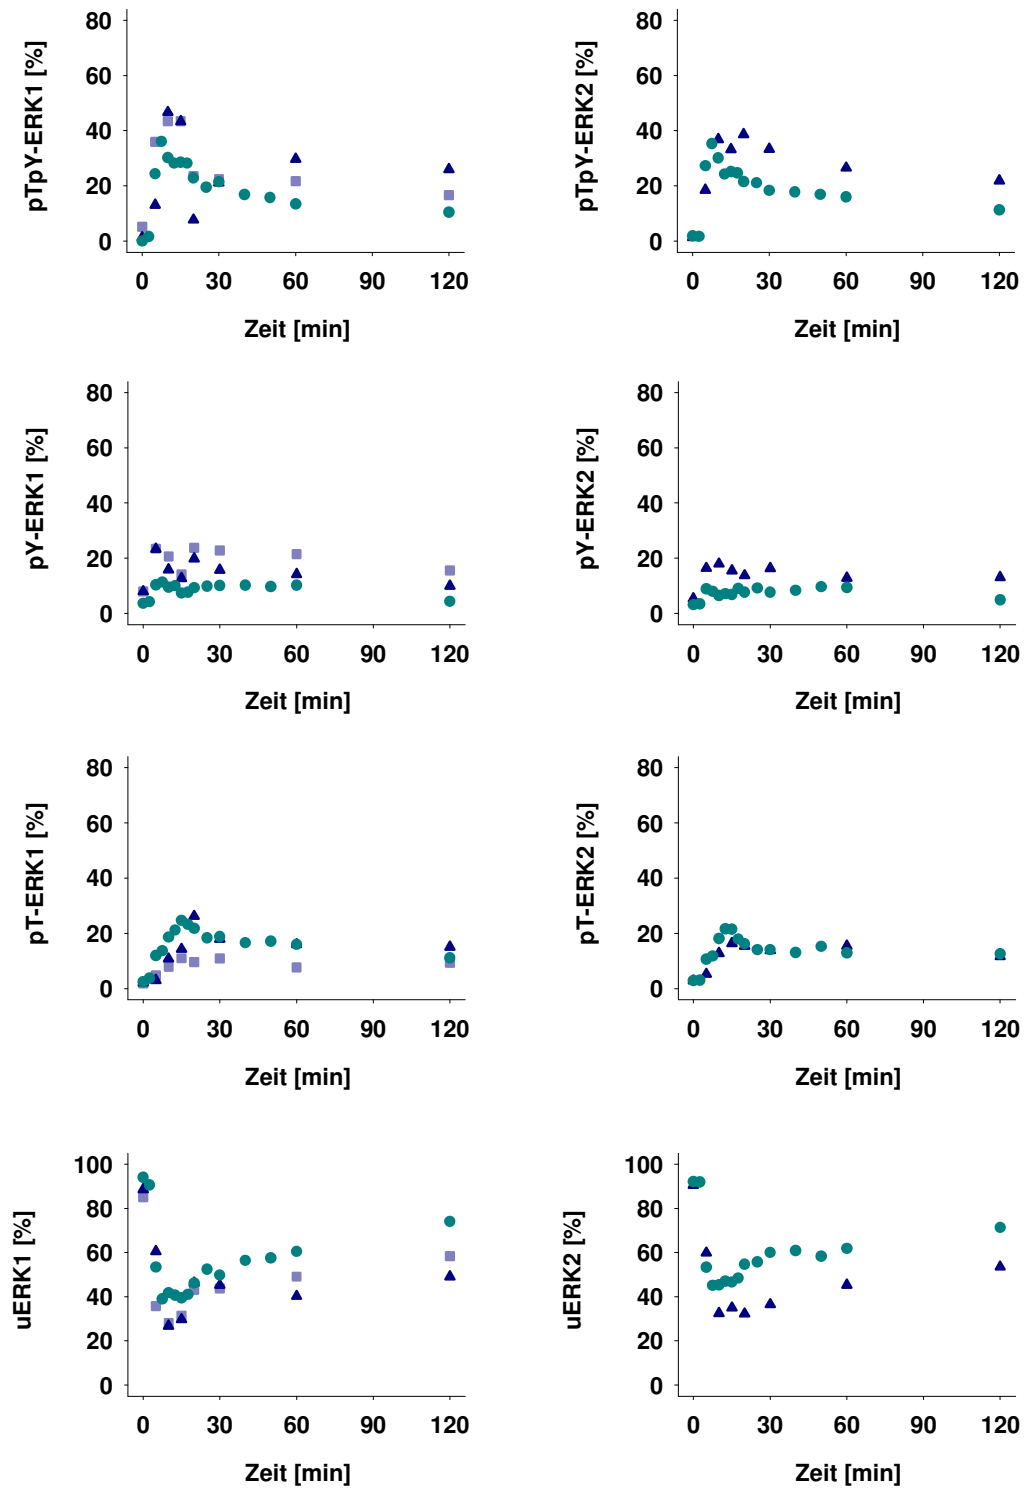 pTpY-ERK1 [%]
80
60
40
20
0
0 30 60 90 120
Zeit [min]
pTpY-ERK2 [%]
80
60
40
20
0
0 30 60 90 120
Zeit [min]
pY-ERK1 [%]
80
60
40
20
0
0 30 60 90 120
Zeit [min]
pY-ERK2 [%]
80
60
40
20
0
0 30 60 90 120
Zeit [min]
pT-ERK1 [%]
80
60
40
20
0
0 30 60 90 120
Zeit [min]
pT-ERK2 [%]
80
60
40
20
0
0 30 60 90 120
Zeit [min]
uERK1 [%]
100
80
60
40
20
0
0 30 60 90 120
Zeit [min]
uERK2 [%]
100
80
60
40
20
0
0 30 60 90 120
Zeit [min]